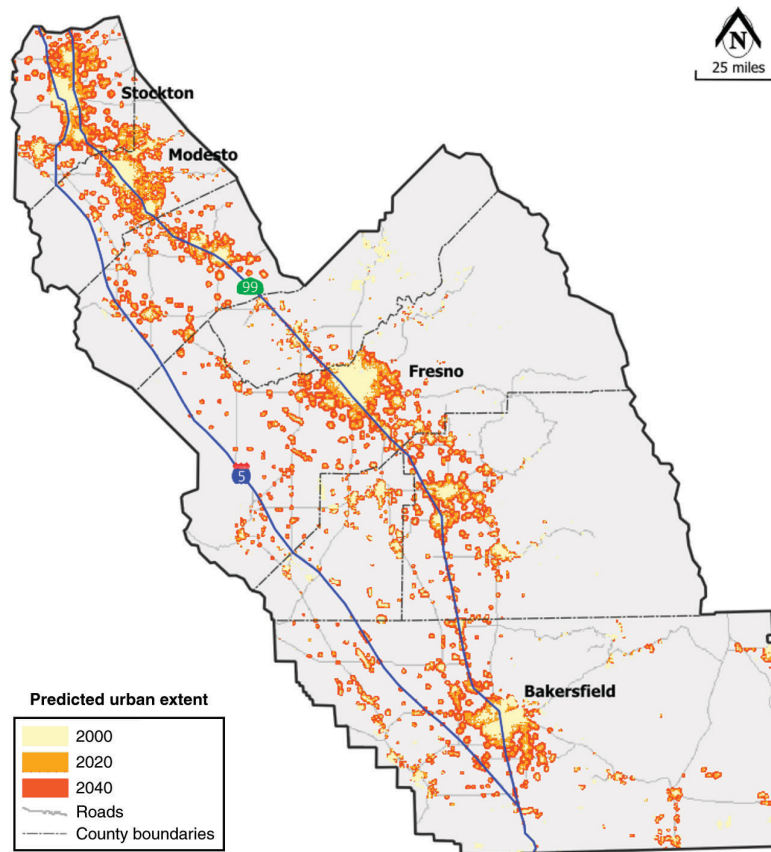 N
25 miles
Stockton
Modesto
99
Fresno
5
Bakersfield
Predicted urban extent
2000
2020
2040
Roads
County boundaries